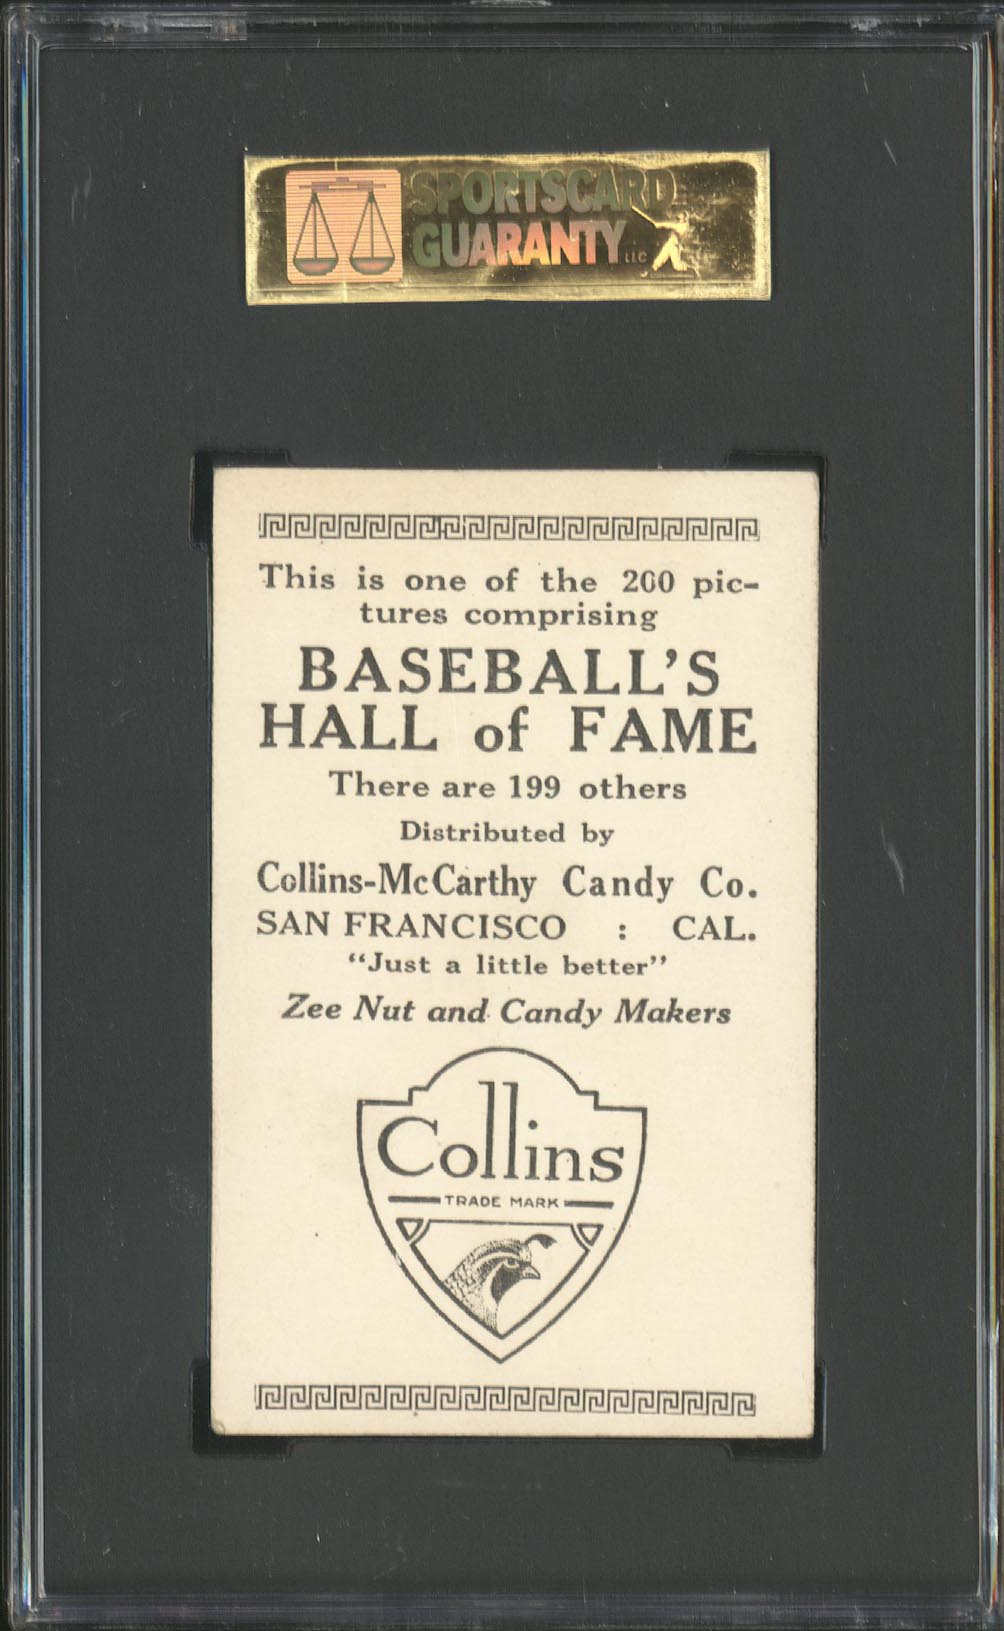 SPORTSCARD
GUARANTY LLC
This is one of the 200 pic-
tures comprising
BASEBALL'S
HALL of FAME
There are 199 others
Distributed by
Collins-McCarthy Candy Co.
SAN FRANCISCO : CAL.
"Just a little better"
Zee Nut and Candy Makers
Collins
TRADE MARK